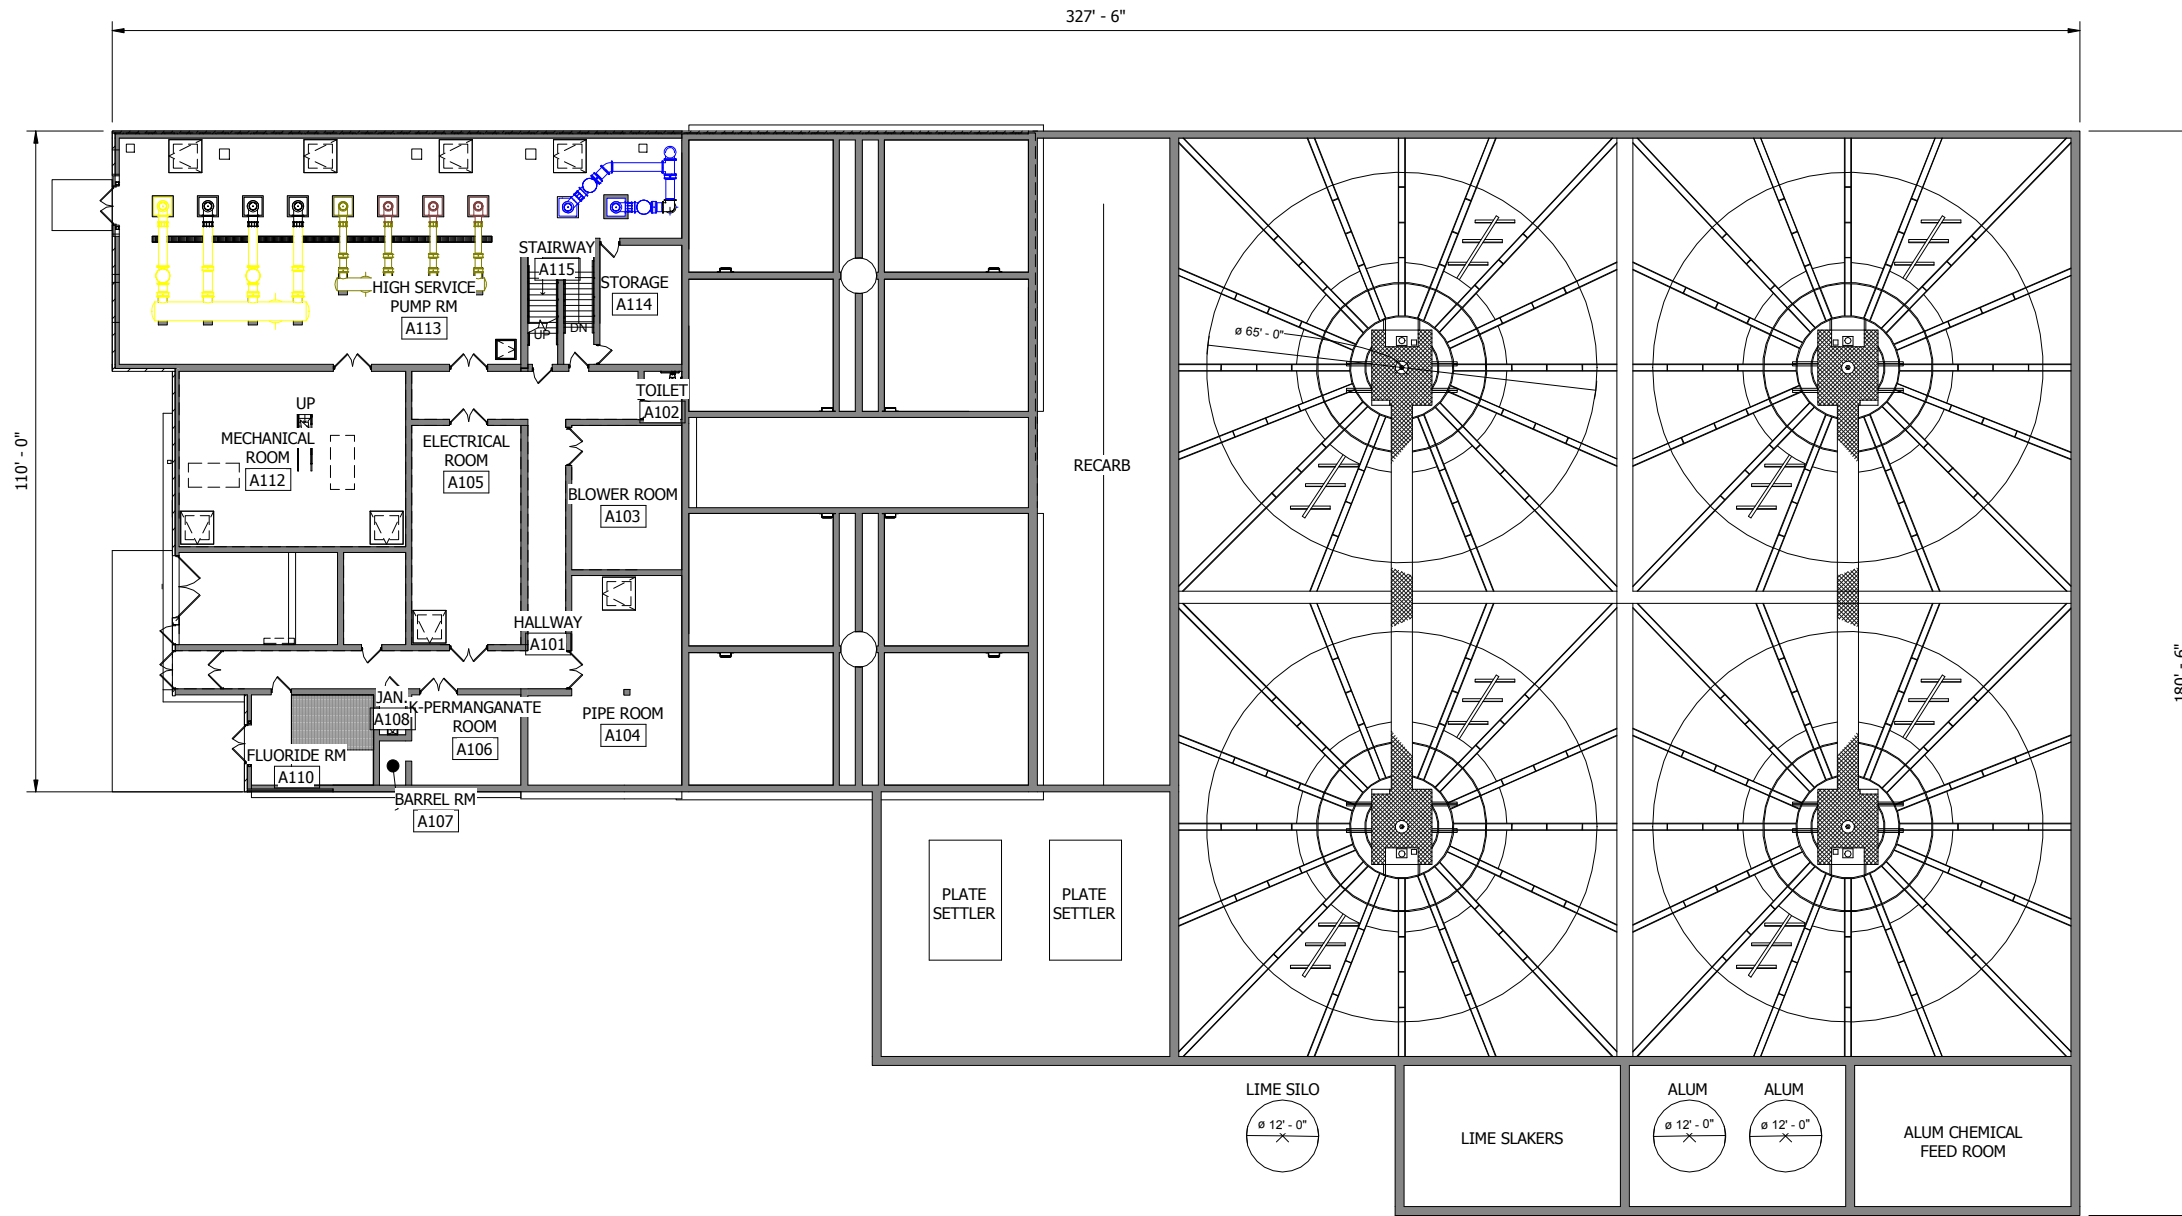 327' - 6"
110' - 0"
180' - 6"
STAIRWAY
A115
STORAGE
A114
UP
DN
HIGH SERVICE
PUMP RM
A113
ø 65' - 0"
TOILET
A102
UP
MECHANICAL
ROOM
A112
ELECTRICAL
ROOM
A105
RECARB
BLOWER ROOM
A103
HALLWAY
A101
JAN.
A108
K-PERMANGANATE
ROOM
A106
PIPE ROOM
A104
FLUORIDE RM
A110
BARREL RM
A107
PLATE
SETTLER
PLATE
SETTLER
LIME SILO
ø 12' - 0"
LIME SLAKERS
ALUM
ø 12' - 0"
ALUM
ø 12' - 0"
ALUM CHEMICAL
FEED ROOM